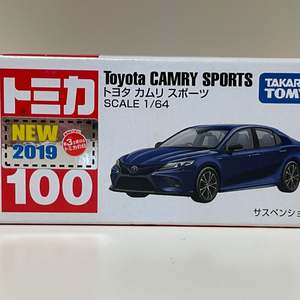 トミカ
NEW
2019
100
Toyota CAMRY SPORTS
トヨタ カムリ スポーツ
SCALE 1/64
TAKARA
TOMY
サスペンショ